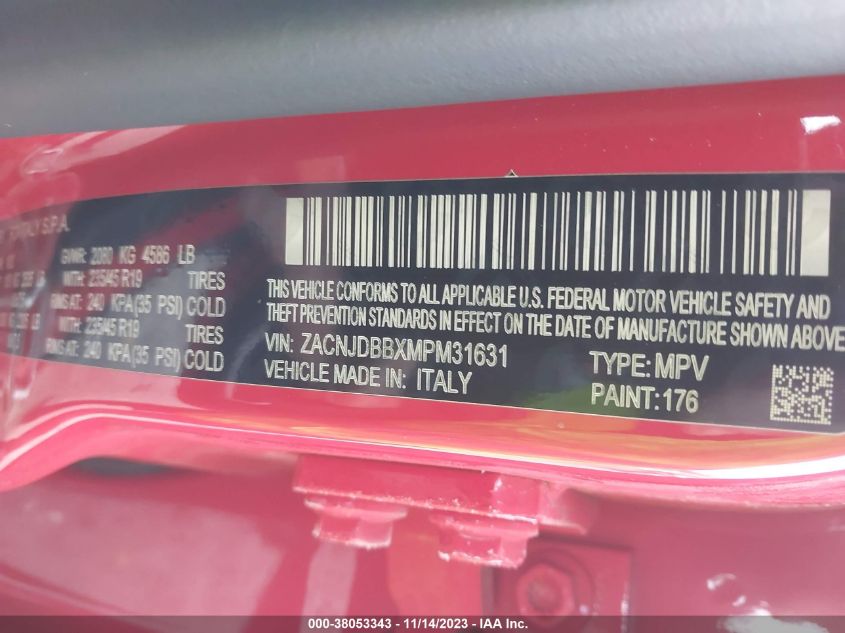 ITALY S.P.A.
GVWR: 2080 KG 4586 LB
WITH: 235/45 R19 TIRES
RIMS AT: 240 KPA (35 PSI) COLD
WITH: 235/45 R19 TIRES
RIMS AT: 240 KPA (35 PSI) COLD
THIS VEHICLE CONFORMS TO ALL APPLICABLE U.S. FEDERAL MOTOR VEHICLE SAFETY AND
THEFT PREVENTION STANDARDS IN EFFECT ON THE DATE OF MANUFACTURE SHOWN ABOVE
VIN: ZACNJDBBXMPM31631
TYPE: MPV
VEHICLE MADE IN: ITALY
PAINT: 176
000-38053343 - 11/14/2023 - IAA Inc.